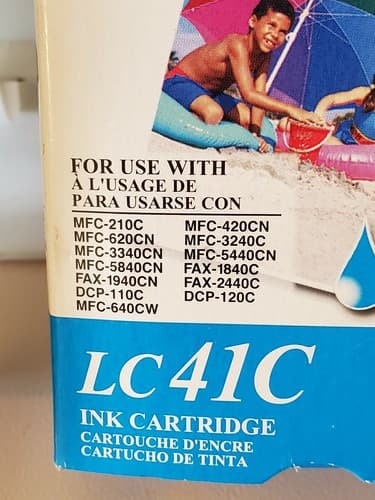 FOR USE WITH
À L'USAGE DE
PARA USARSE CON
MFC-210C MFC-420CN
MFC-620CN MFC-3240C
MFC-3340CN MFC-5440CN
MFC-5840CN FAX-1840C
FAX-1940CN FAX-2440C
DCP-110C DCP-120C
MFC-640CW
LC41C
INK CARTRIDGE
CARTOUCHE D'ENCRE
CARTUCHO DE TINTA